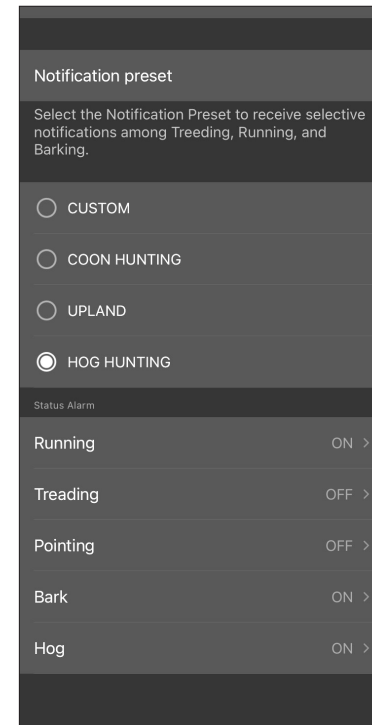 Notification preset
Select the Notification Preset to receive selective
notifications among Treeding, Running, and
Barking.
CUSTOM
COON HUNTING
UPLAND
HOG HUNTING
Status Alarm
Running ON >
Treading OFF >
Pointing OFF >
Bark ON >
Hog ON >